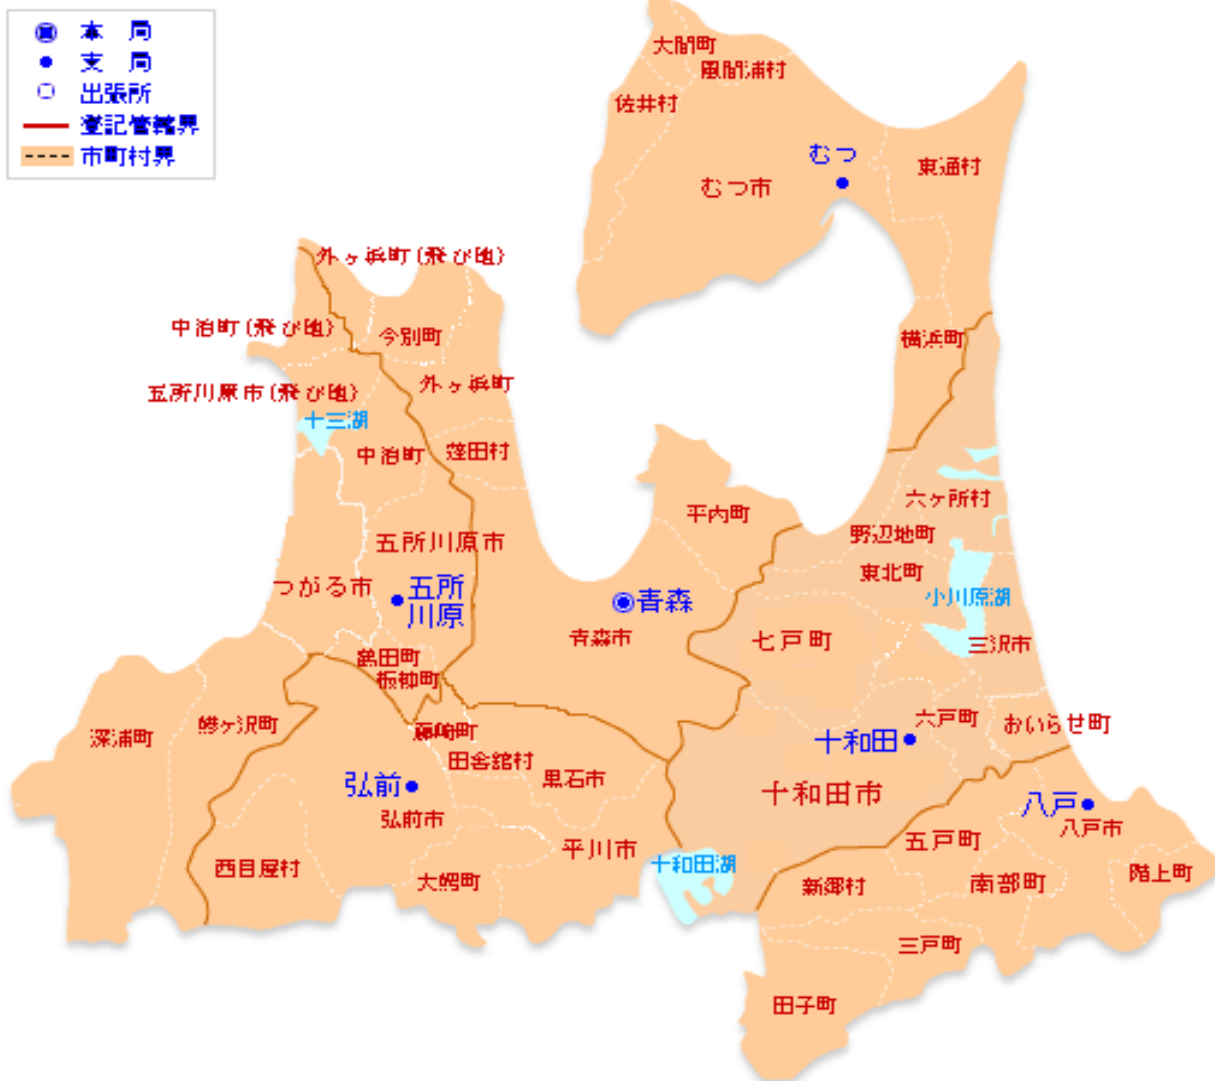 本 局
支 局
出張所
登記管轄界
市町村界
大間町
風間浦村
佐井村
むつ
東通村
むつ市
外ヶ浜町(飛び地)
中泊町(飛び地)
今別町
横浜町
五所川原市(飛び地)
外ヶ浜町
十三湖
中泊町
蓬田村
六ヶ所村
平内町
野辺地町
五所川原市
東北町
つがる市
五所
川原
青森
小川原湖
青森市
七戸町
三沢市
鶴田町
板柳町
深浦町
鰺ヶ沢町
藤崎町
六戸町
おいらせ町
十和田
田舎館村
黒石市
弘前
十和田市
八戸
弘前市
八戸市
五戸町
平川市
西目屋村
十和田湖
大鰐町
新郷村
南部町
階上町
三戸町
田子町